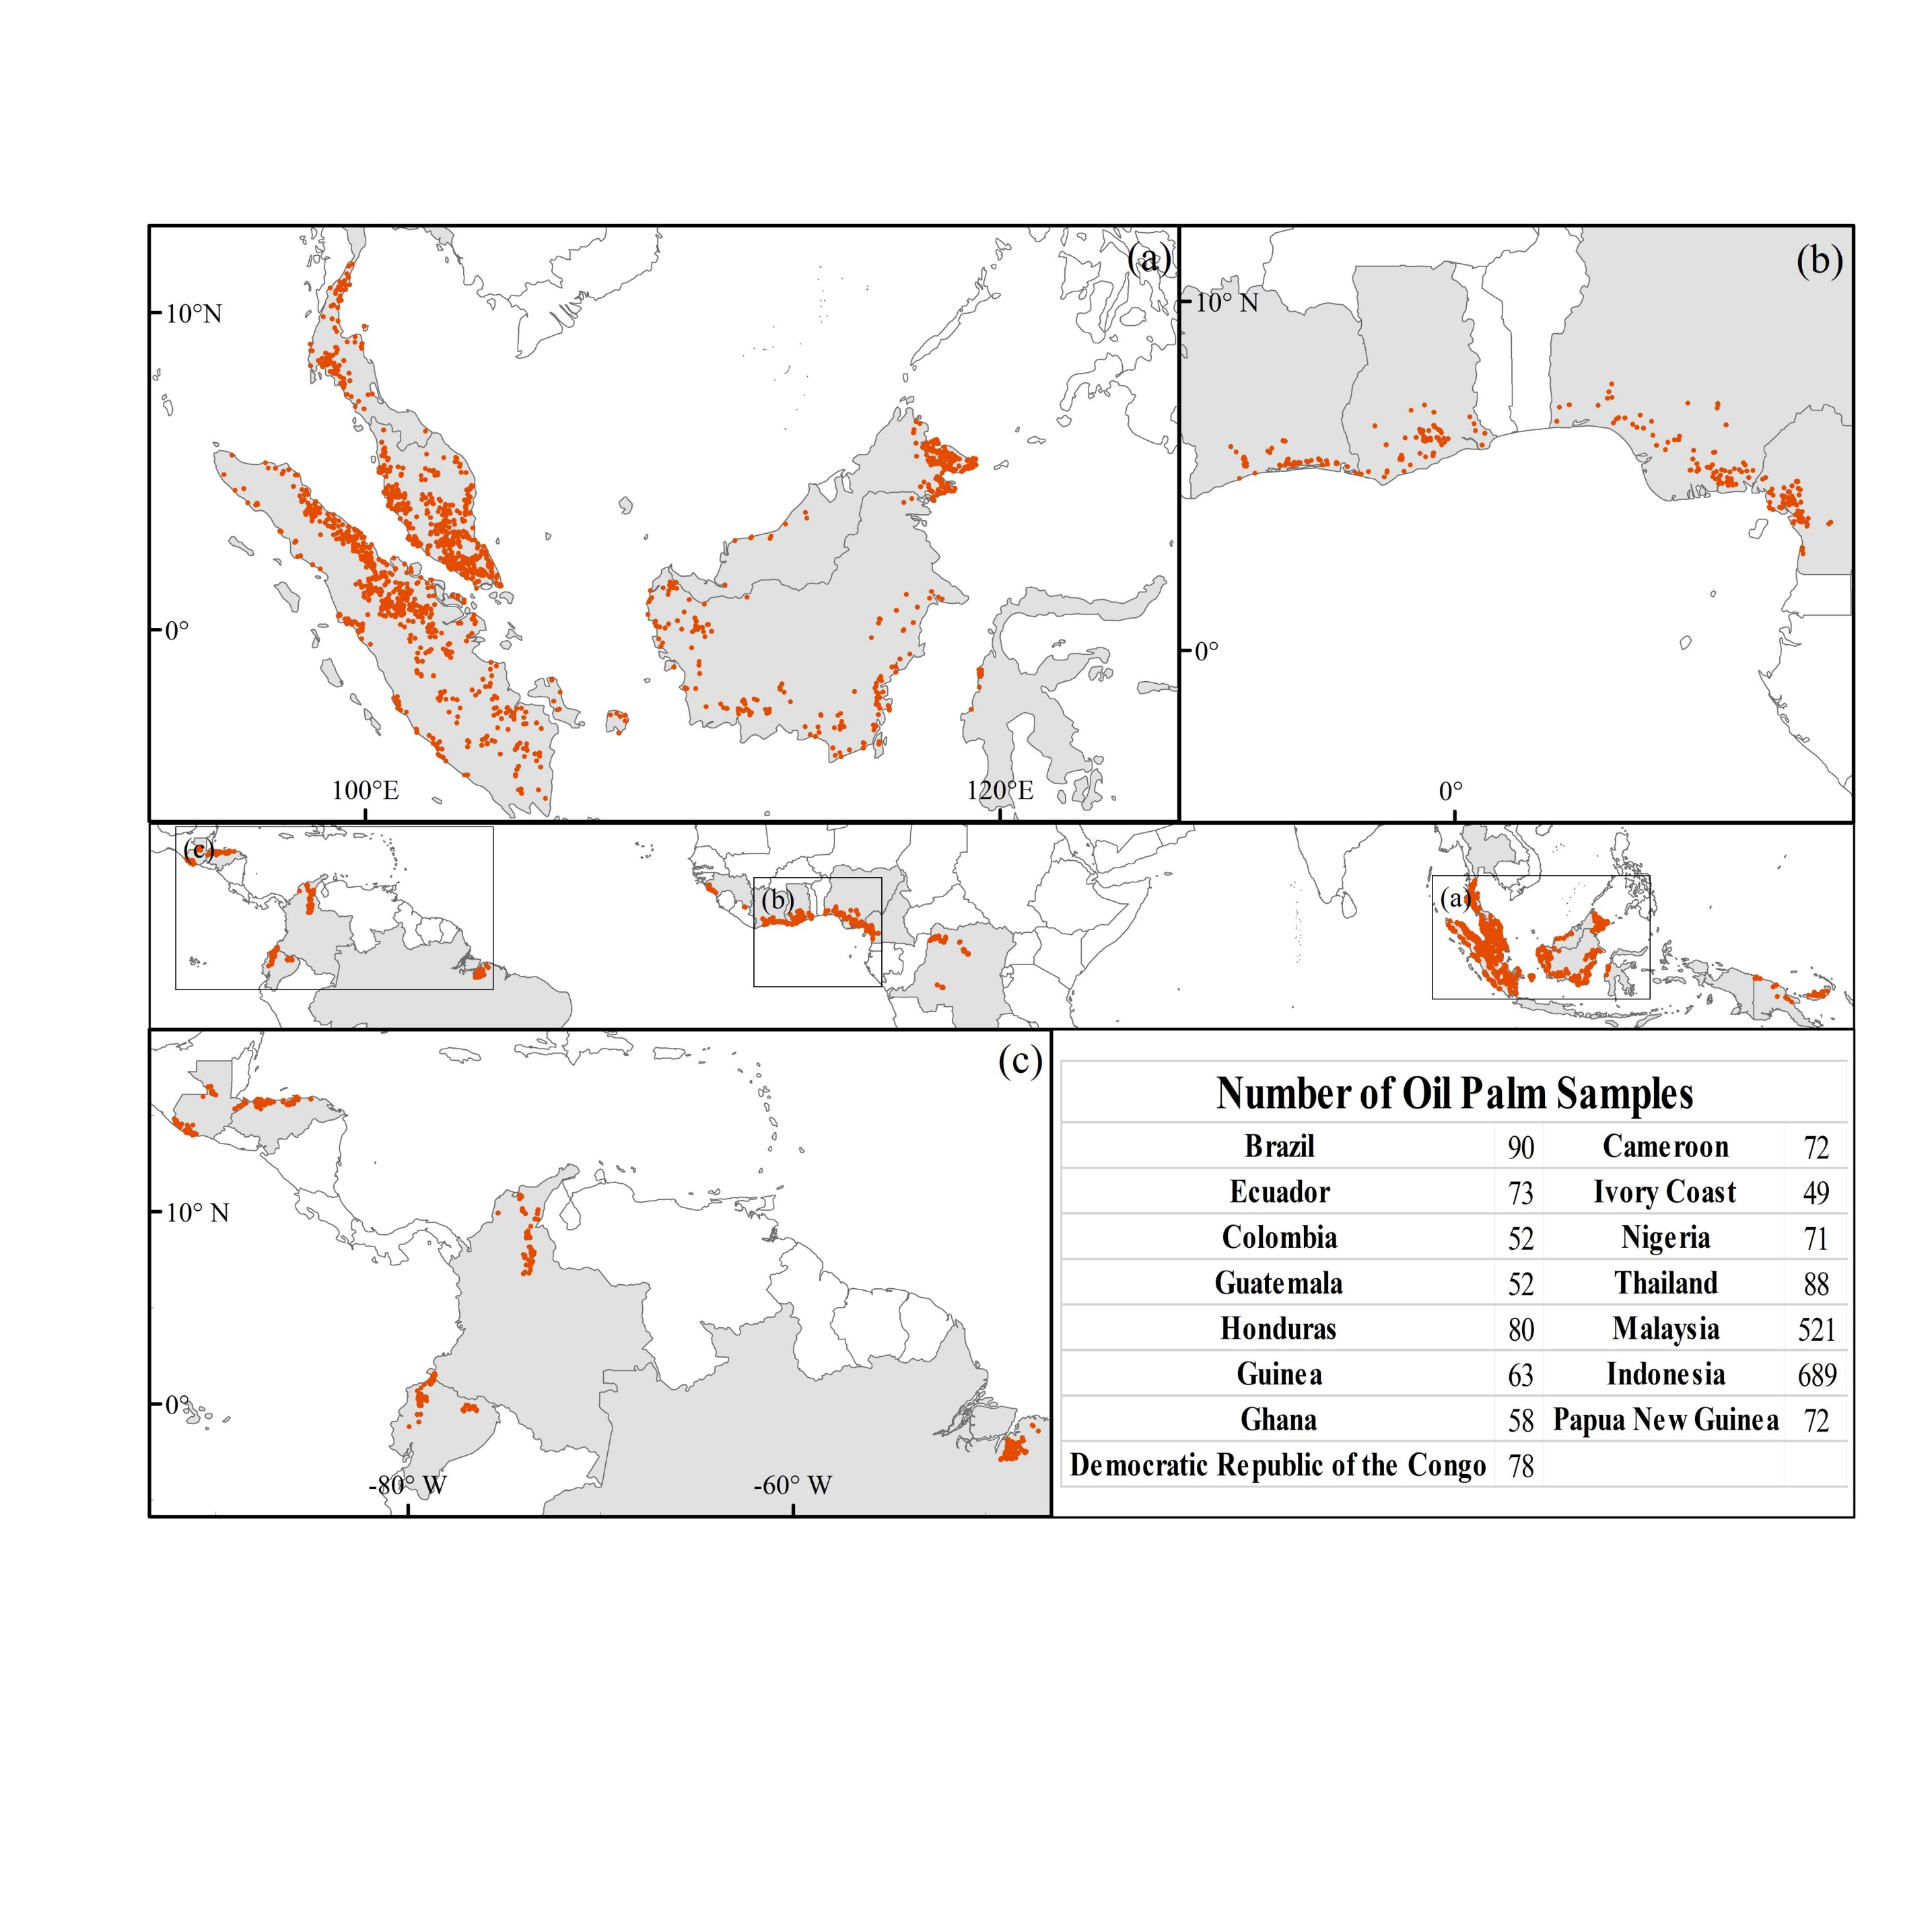 (a)
10°N
0°
100°E
120°E
(b)
10° N
0°
0°
(c)
(b)
(a)
(c)
10° N
0°
-80° W
-60° W
Number of Oil Palm Samples
Brazil 90 Cameroon 72
Ecuador 73 Ivory Coast 49
Colombia 52 Nigeria 71
Guatemala 52 Thailand 88
Honduras 80 Malaysia 521
Guinea 63 Indonesia 689
Ghana 58 Papua New Guinea 72
Democratic Republic of the Congo 78